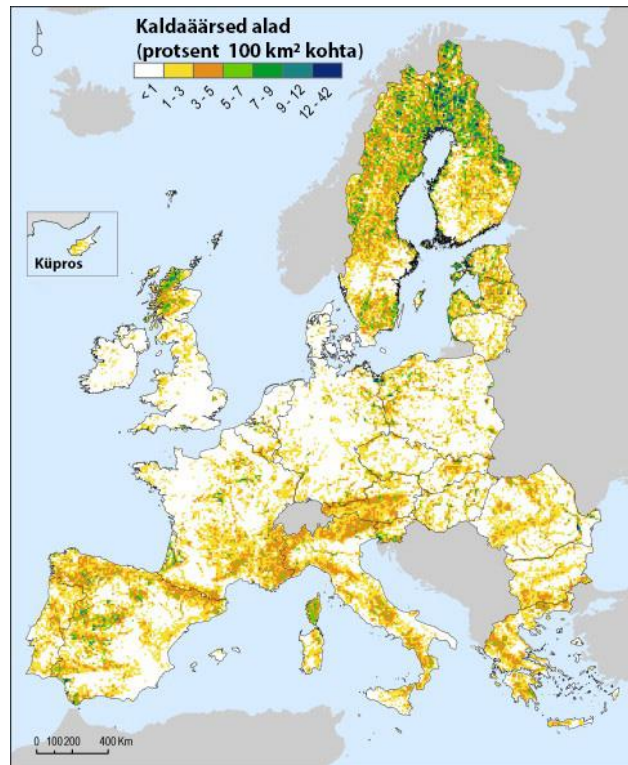 Kaldaäärsed alad
(protsent 100 km² kohta)
<1
1 - 3
3 - 5
5 - 7
7 - 9
9 - 12
12 - 42
Küpros
0 100 200 400 Km